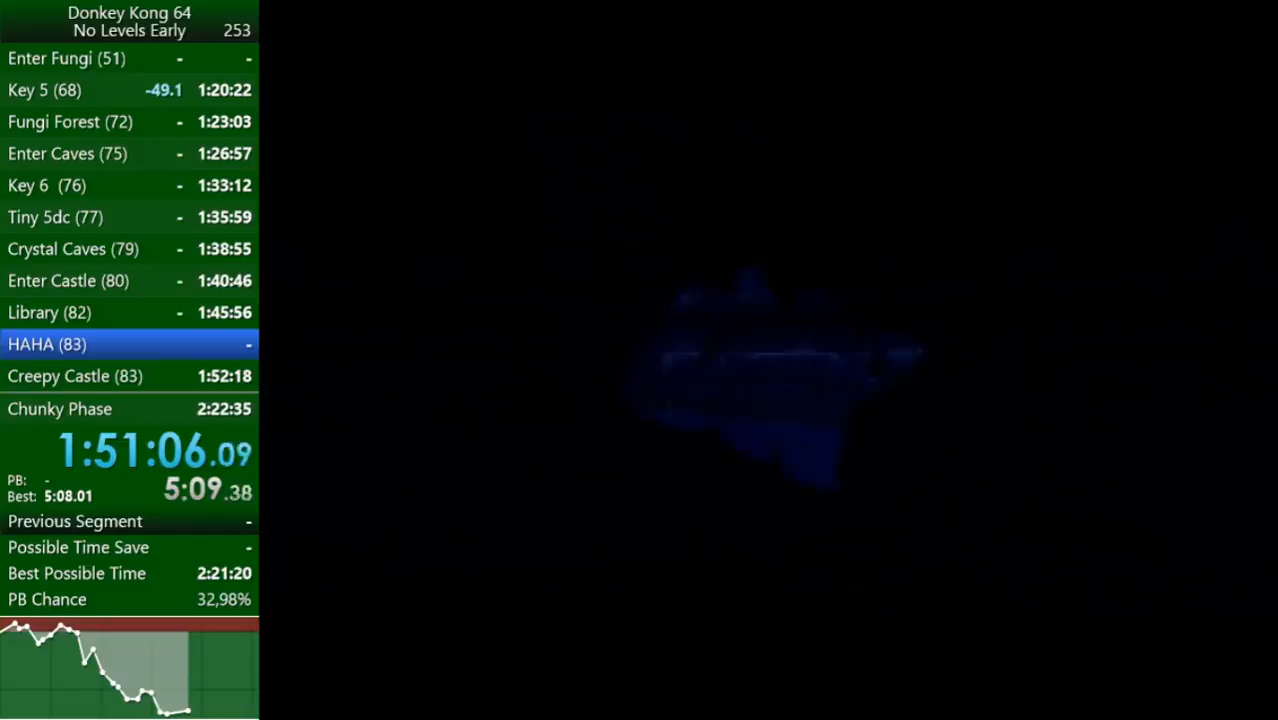 Donkey Kong 64
No Levels Early 253
Enter Fungi (51) - -
Key 5 (68) -49.1 1:20:22
Fungi Forest (72) - 1:23:03
Enter Caves (75) - 1:26:57
Key 6 (76) - 1:33:12
Tiny 5dc (77) - 1:35:59
Crystal Caves (79) - 1:38:55
Enter Castle (80) - 1:40:46
Library (82) - 1:45:56
HAHA (83) -
Creepy Castle (83) 1:52:18
Chunky Phase 2:22:35
1:51:06.09
PB: -
Best: 5:08.01 5:09.38
Previous Segment -
Possible Time Save -
Best Possible Time 2:21:20
PB Chance 32,98%